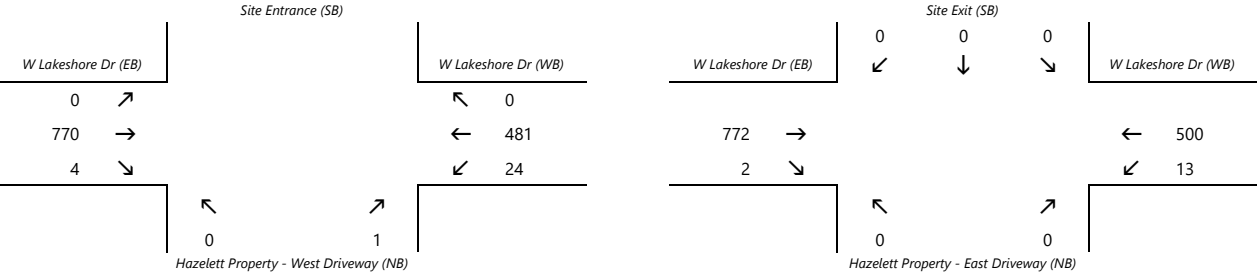 Site Entrance (SB)
W Lakeshore Dr (EB)
W Lakeshore Dr (WB)
0 ↗
↖ 0
770 →
← 481
4 ↘
↙ 24
↖ ↗
0 1
Hazelett Property - West Driveway (NB)
Site Exit (SB)
0 0 0
W Lakeshore Dr (EB)
↙ ↓ ↘
W Lakeshore Dr (WB)
772 →
← 500
2 ↘
↙ 13
↖ ↗
0 0
Hazelett Property - East Driveway (NB)